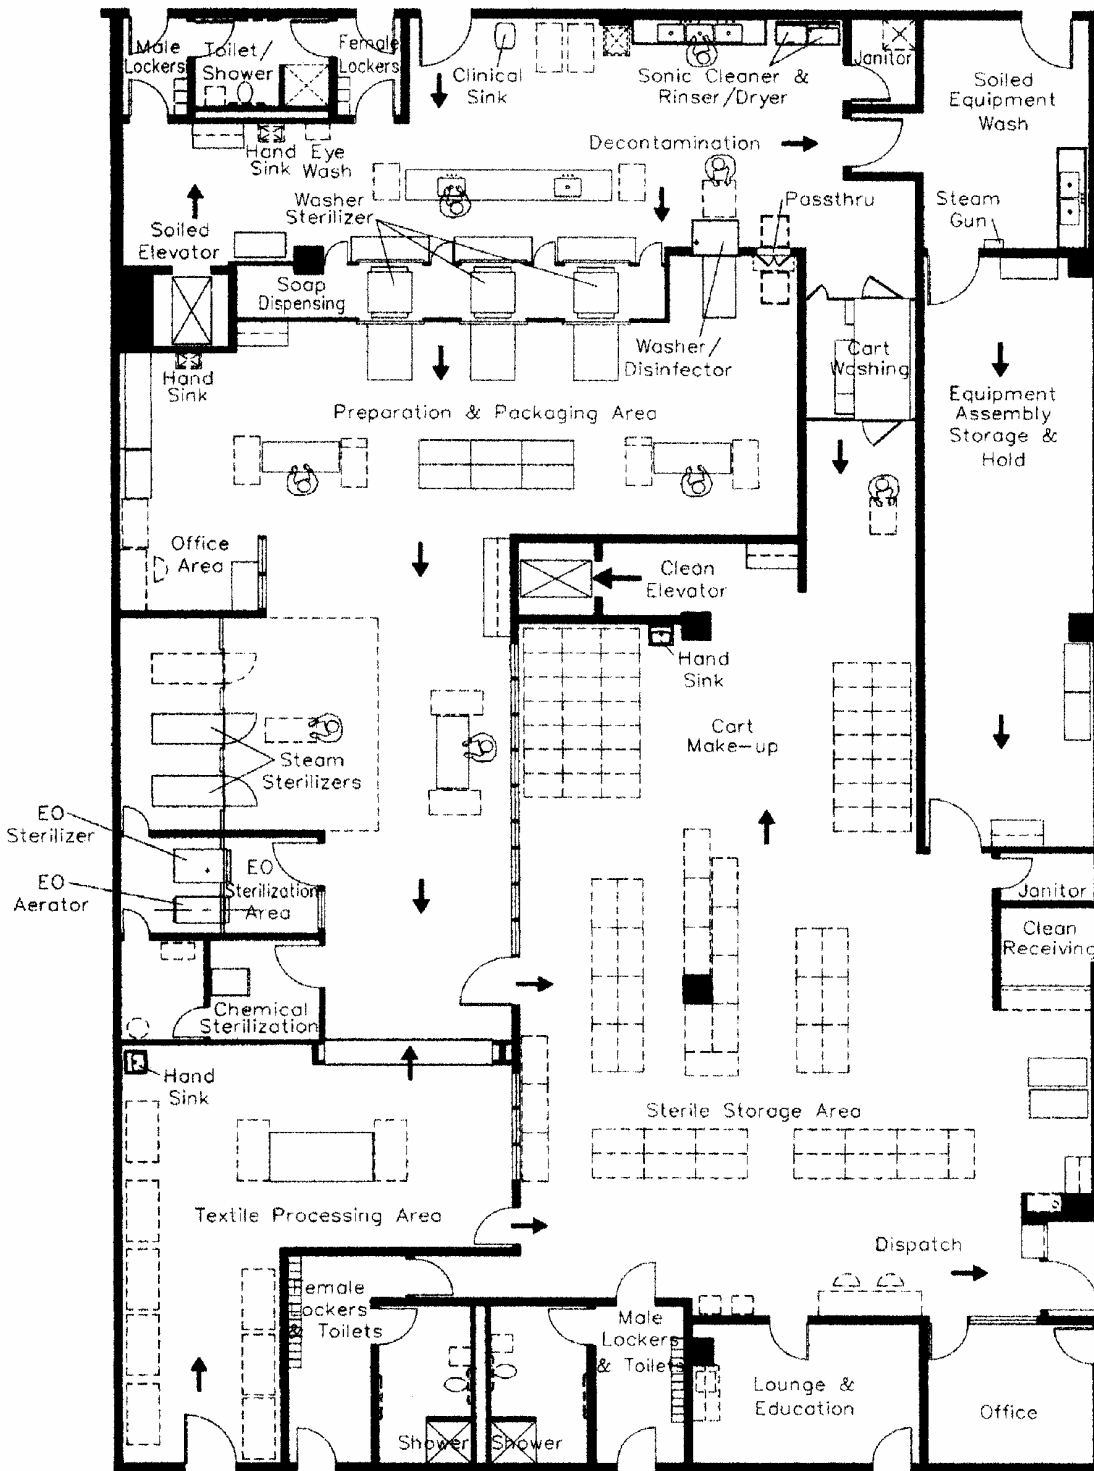 Male
Lockers
Toilet/
Shower
Female
Lockers
Clinical
Sink
Sonic Cleaner &
Rinser/Dryer
Janitor
Soiled
Equipment
Wash
Hand
Sink
Eye
Wash
Decontamination
Washer
Sterilizer
Passthru
Steam
Gun
Soiled
Elevator
Soap
Dispensing
Hand
Sink
Washer/
Disinfector
Cart
Washing
Preparation & Packaging Area
Equipment
Assembly
Storage &
Hold
Office
Area
Clean
Elevator
Hand
Sink
Cart
Make-up
Steam
Sterilizers
EO
Sterilizer
EO
Aerator
EO
Sterilization
Area
Janitor
Clean
Receiving
Chemical
Sterilization
Hand
Sink
Sterile Storage Area
Textile Processing Area
Dispatch
Female
Lockers
& Toilets
Male
Lockers
& Toilets
Shower
Shower
Lounge &
Education
Office